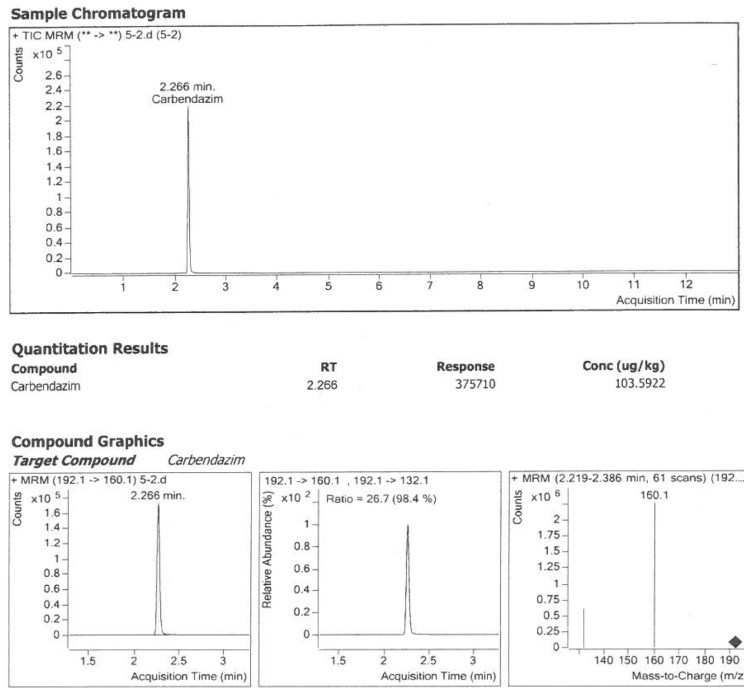 Sample Chromatogram
+ TIC MRM (** -> **) 5-2.d (5-2)
Counts
x10 5
2.6
2.4
2.2
2
1.8
1.6
1.4
1.2
1
0.8
0.6
0.4
0.2
0
2.266 min.
Carbendazim
1 2 3 4 5 6 7 8 9 10 11 12
Acquisition Time (min)
Quantitation Results
Compound RT Response Conc (ug/kg)
Carbendazim 2.266 375710 103.5922
Compound Graphics
Target Compound Carbendazim
+ MRM (192.1 -> 160.1) 5-2.d
Counts
x10 5
2.266 min.
1.6
1.4
1.2
1
0.8
0.6
0.4
0.2
0
1.5 2 2.5 3
Acquisition Time (min)
192.1 -> 160.1 , 192.1 -> 132.1
Relative Abundance (%)
x10 2
Ratio = 26.7 (98.4 %)
1
0.8
0.6
0.4
0.2
0
1.5 2 2.5 3
Acquisition Time (min)
+ MRM (2.219-2.386 min, 61 scans) (192...
Counts
x10 6
160.1
2
1.75
1.5
1.25
1
0.75
0.5
0.25
0
140 150 160 170 180 190
Mass-to-Charge (m/z